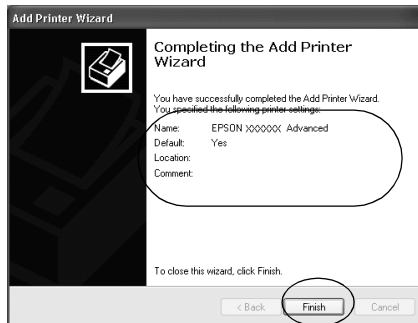 Add Printer Wizard
Completing the Add Printer
Wizard
You have successfully completed the Add Printer Wizard.
You specified the following printer settings:
Name: EPSON XXXXXX Advanced
Default: Yes
Location:
Comment:
To close this wizard, click Finish.
< Back Finish Cancel